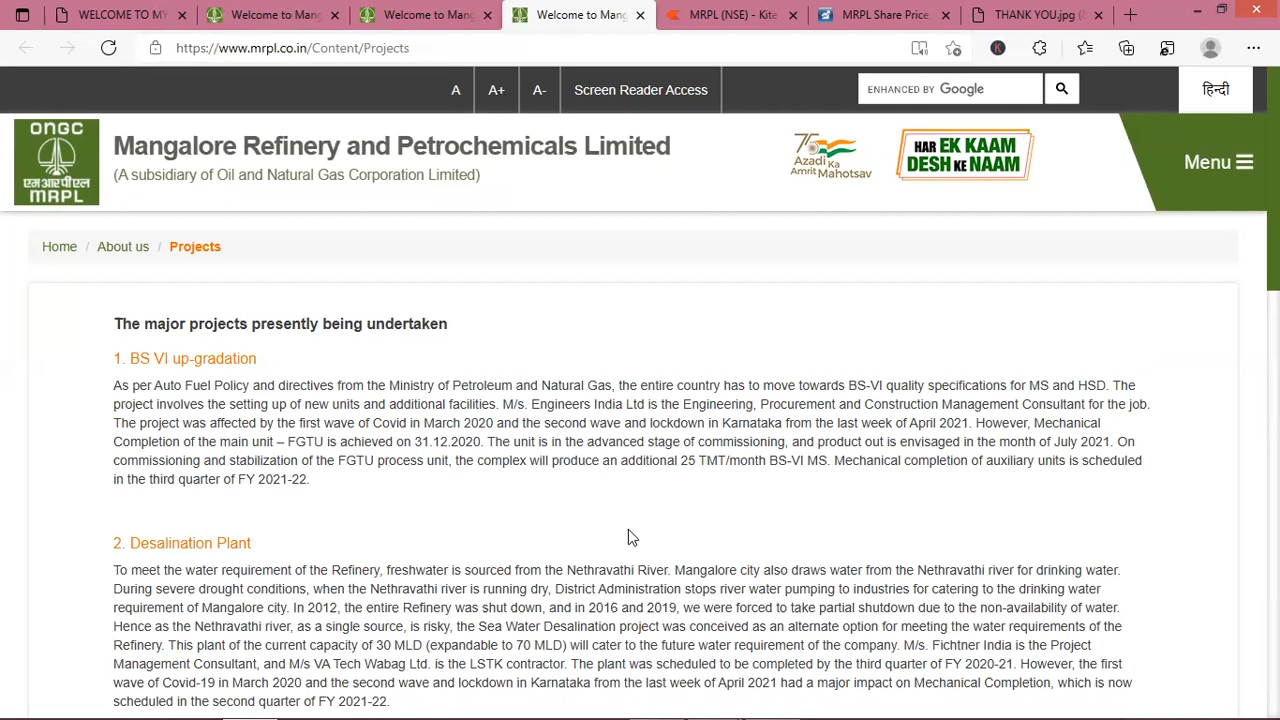 WELCOME TO MY
Welcome to Mang
Welcome to Mang
Welcome to Mang
MRPL (NSE) - Kite
MRPL Share Price,
THANK YOU.jpg (
https://www.mrpl.co.in/Content/Projects
K
A
A+
A-
Screen Reader Access
ENHANCED BY Google
हिन्दी
ONGC
एमआरपीएल
MRPL
Mangalore Refinery and Petrochemicals Limited
(A subsidiary of Oil and Natural Gas Corporation Limited)
75
Azadi Ka
Amrit Mahotsav
HAR EK KAAM
DESH KE NAAM
Menu
Home / About us / Projects
The major projects presently being undertaken
1. BS VI up-gradation
As per Auto Fuel Policy and directives from the Ministry of Petroleum and Natural Gas, the entire country has to move towards BS-VI quality specifications for MS and HSD. The
project involves the setting up of new units and additional facilities. M/s. Engineers India Ltd is the Engineering, Procurement and Construction Management Consultant for the job.
The project was affected by the first wave of Covid in March 2020 and the second wave and lockdown in Karnataka from the last week of April 2021. However, Mechanical
Completion of the main unit – FGTU is achieved on 31.12.2020. The unit is in the advanced stage of commissioning, and product out is envisaged in the month of July 2021. On
commissioning and stabilization of the FGTU process unit, the complex will produce an additional 25 TMT/month BS-VI MS. Mechanical completion of auxiliary units is scheduled
in the third quarter of FY 2021-22.
2. Desalination Plant
To meet the water requirement of the Refinery, freshwater is sourced from the Nethravathi River. Mangalore city also draws water from the Nethravathi river for drinking water.
During severe drought conditions, when the Nethravathi river is running dry, District Administration stops river water pumping to industries for catering to the drinking water
requirement of Mangalore city. In 2012, the entire Refinery was shut down, and in 2016 and 2019, we were forced to take partial shutdown due to the non-availability of water.
Hence as the Nethravathi river, as a single source, is risky, the Sea Water Desalination project was conceived as an alternate option for meeting the water requirements of the
Refinery. This plant of the current capacity of 30 MLD (expandable to 70 MLD) will cater to the future water requirement of the company. M/s. Fichtner India is the Project
Management Consultant, and M/s VA Tech Wabag Ltd. is the LSTK contractor. The plant was scheduled to be completed by the third quarter of FY 2020-21. However, the first
wave of Covid-19 in March 2020 and the second wave and lockdown in Karnataka from the last week of April 2021 had a major impact on Mechanical Completion, which is now
scheduled in the second quarter of FY 2021-22.